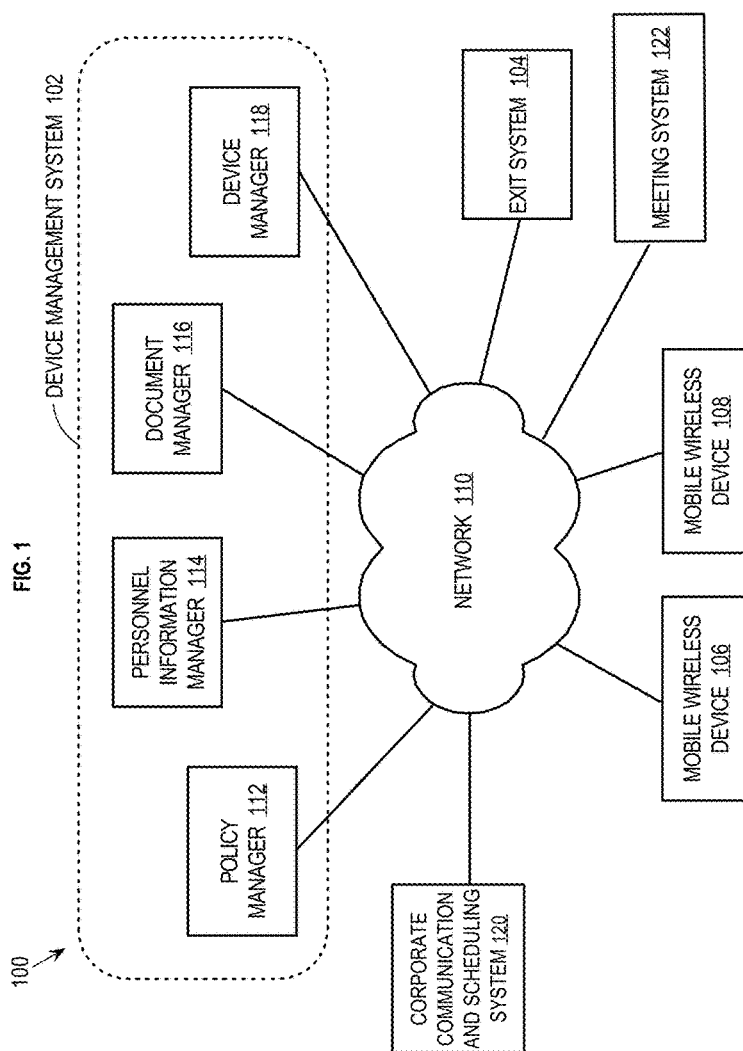 FIG. 1
100
DEVICE MANAGEMENT SYSTEM 102
POLICY
MANAGER 112
PERSONNEL
INFORMATION
MANAGER 114
DOCUMENT
MANAGER 116
DEVICE
MANAGER 118
CORPORATE
COMMUNICATION
AND SCHEDULING
SYSTEM 120
NETWORK 110
EXIT SYSTEM 104
MEETING SYSTEM 122
MOBILE WIRELESS
DEVICE 106
MOBILE WIRELESS
DEVICE 108